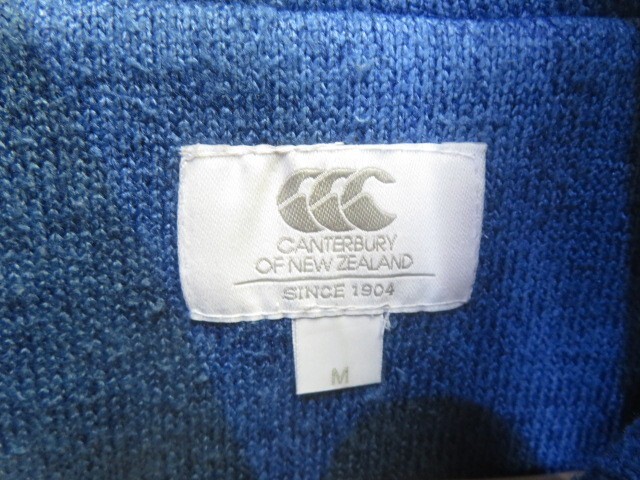 CANTERBURY
OF NEW ZEALAND
SINCE 1904
M